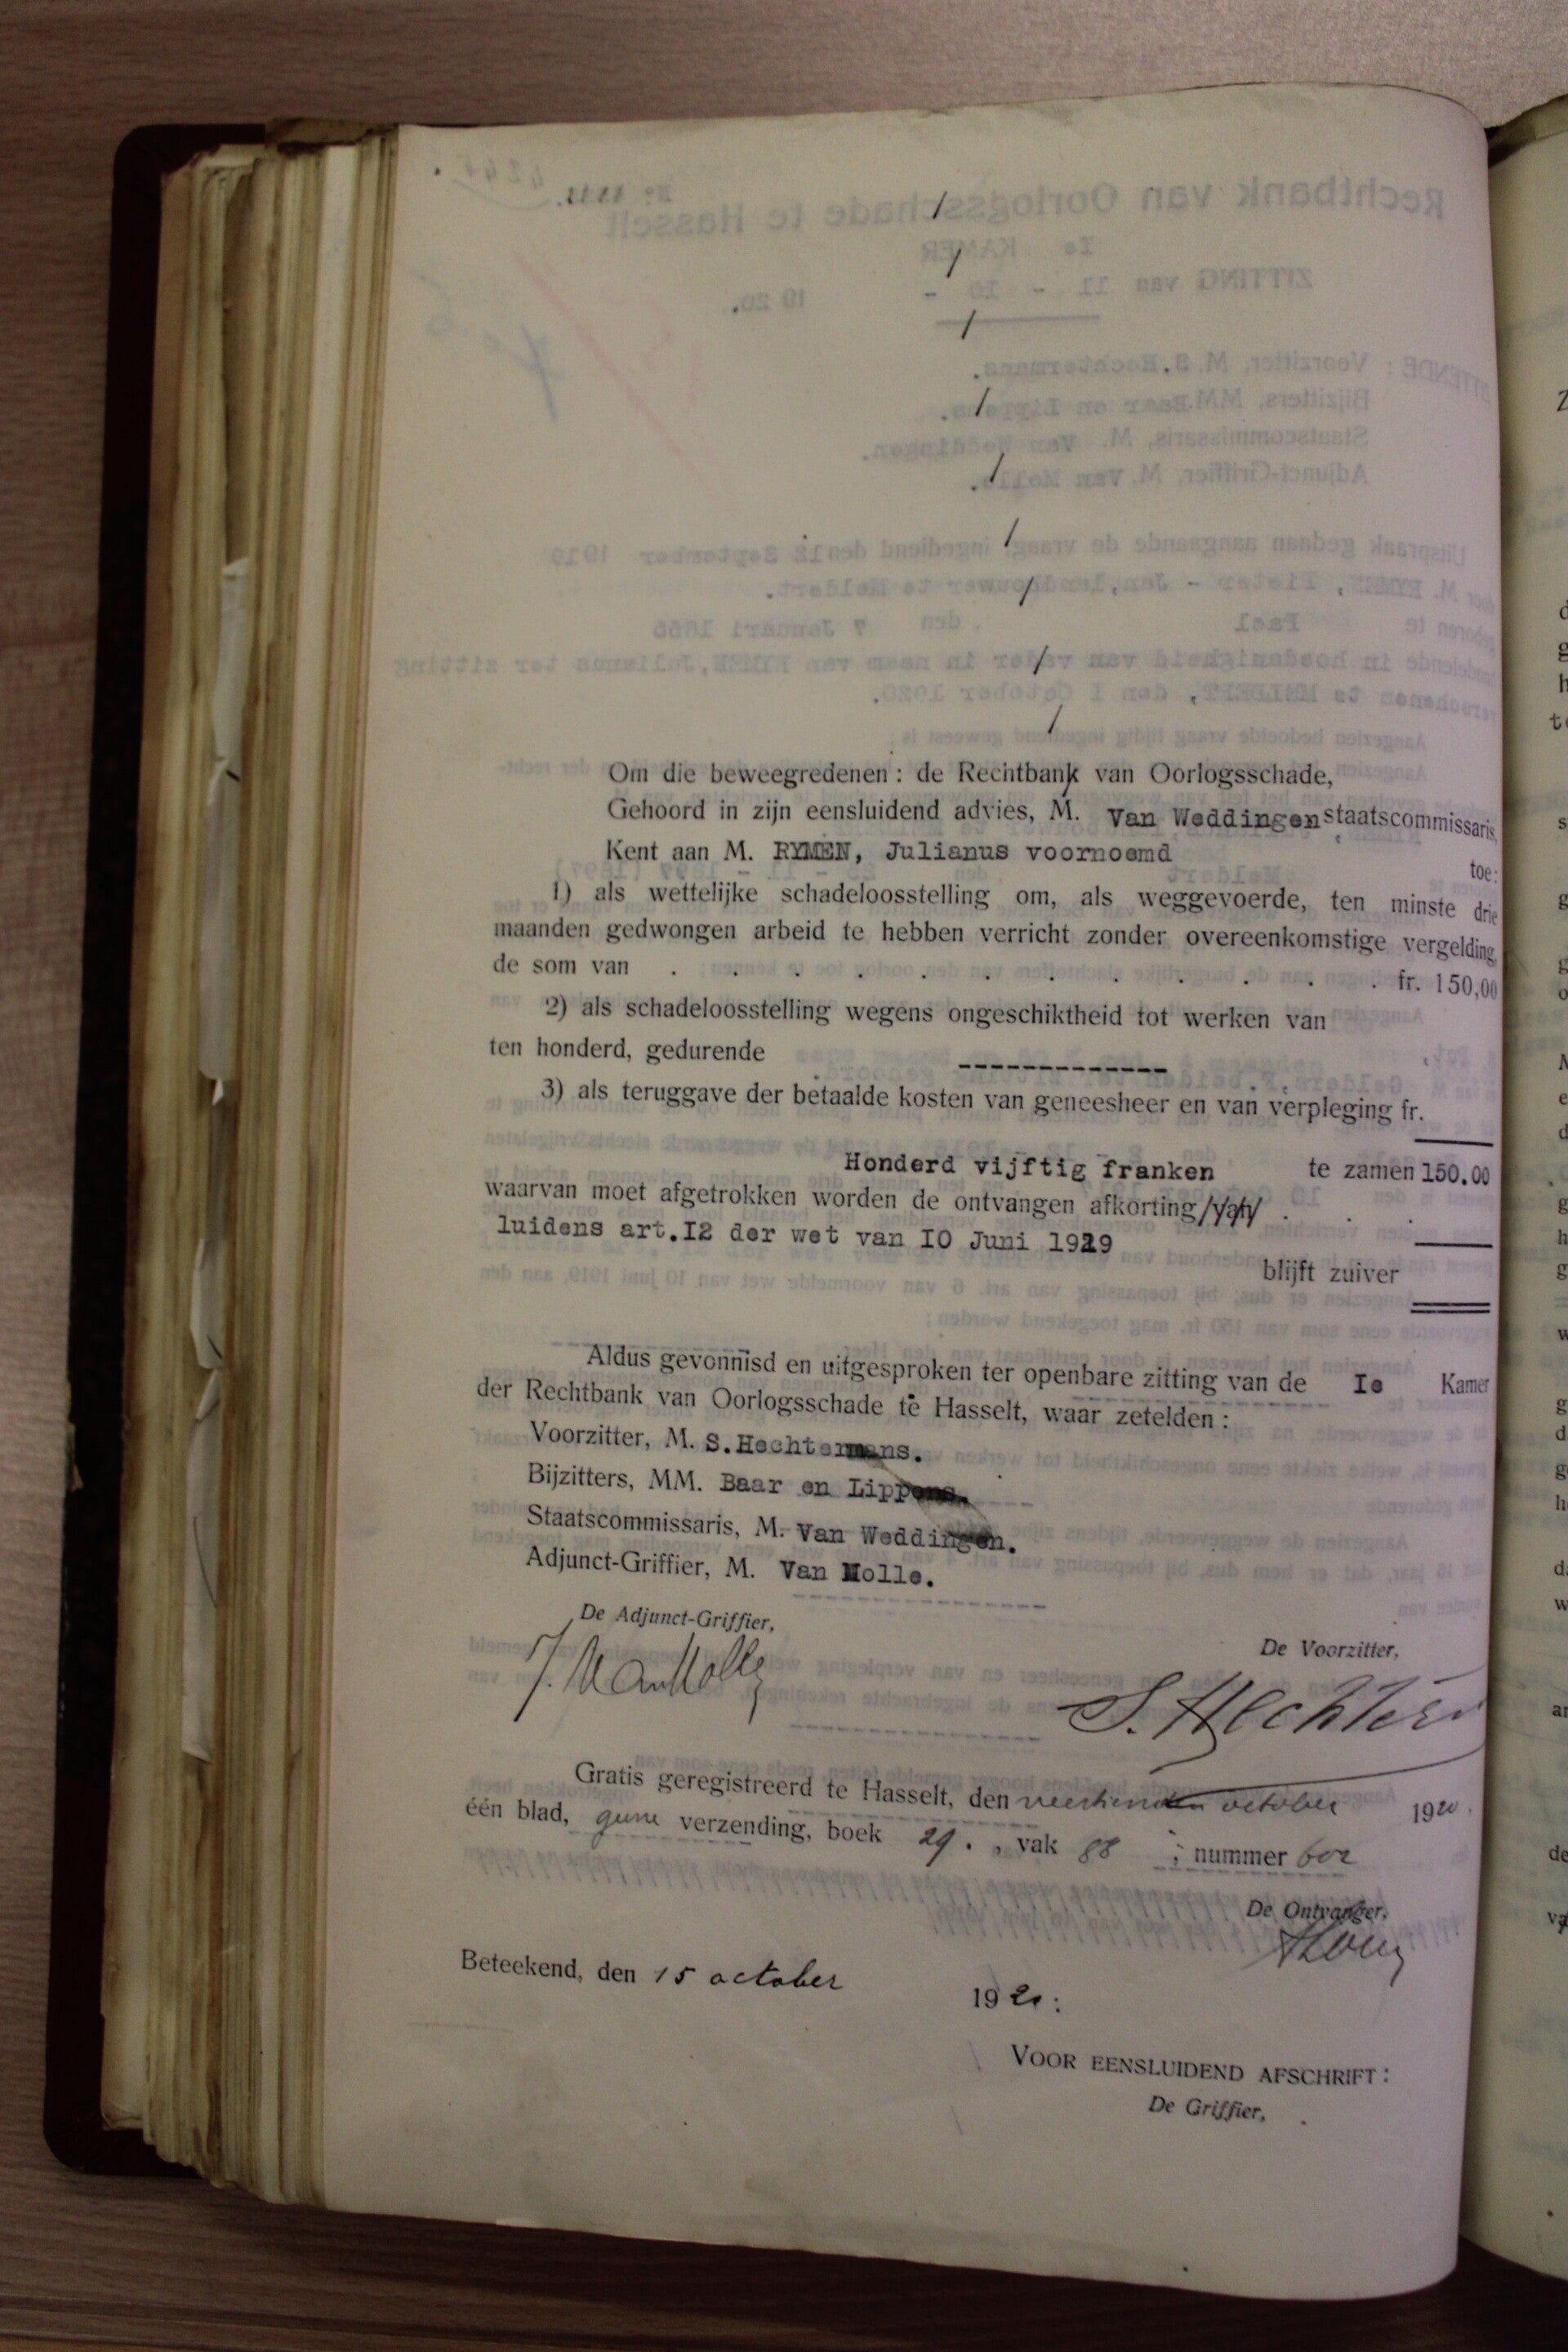 Om die beweegredenen : de Rechtbank van Oorlogsschade,
Gehoord in zijn eensluidend advies, M. Van Weddingen staatscommissaris,
Kent aan M. RYMEN, Julianus voornoemd toe:
1) als wettelijke schadeloosstelling om, als weggevoerde, ten minste drie
maanden gedwongen arbeid te hebben verricht zonder overeenkomstige vergelding,
de som van . . . . . . . . . . . . fr. 150,00
2) als schadeloosstelling wegens ongeschiktheid tot werken van
ten honderd, gedurende -------------
3) als teruggave der betaalde kosten van geneesheer en van verpleging fr.
Honderd vijftig franken te zamen 150.00
waarvan moet afgetrokken worden de ontvangen afkorting . . .
luidens art.I2 der wet van IO Juni 1919
blijft zuiver
Aldus gevonnisd en uitgesproken ter openbare zitting van de Ie Kamer
der Rechtbank van Oorlogsschade te Hasselt, waar zetelden :
Voorzitter, M. S.Hechtermans.
Bijzitters, MM. Baar en Lippens.
Staatscommissaris, M. Van Weddingen.
Adjunct-Griffier, M. Van Molle.
De Adjunct-Griffier,
De Voorzitter,
J. VanMolle
S. Hechterm
Gratis geregistreerd te Hasselt, den veertienden october 1920.
één blad, geene verzending, boek 29. , vak 88 ; nummer 602
De Ontvanger,
Beteekend, den 15 october 1920 :
VOOR EENSLUIDEND AFSCHRIFT :
De Griffier,